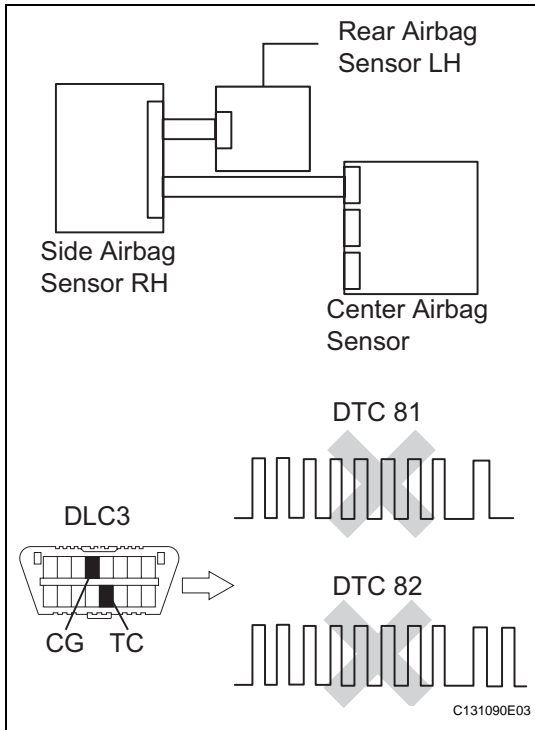 Rear Airbag
Sensor LH
Side Airbag
Sensor RH
Center Airbag
Sensor
DTC 81
DLC3
DTC 82
CG TC
C131090E03